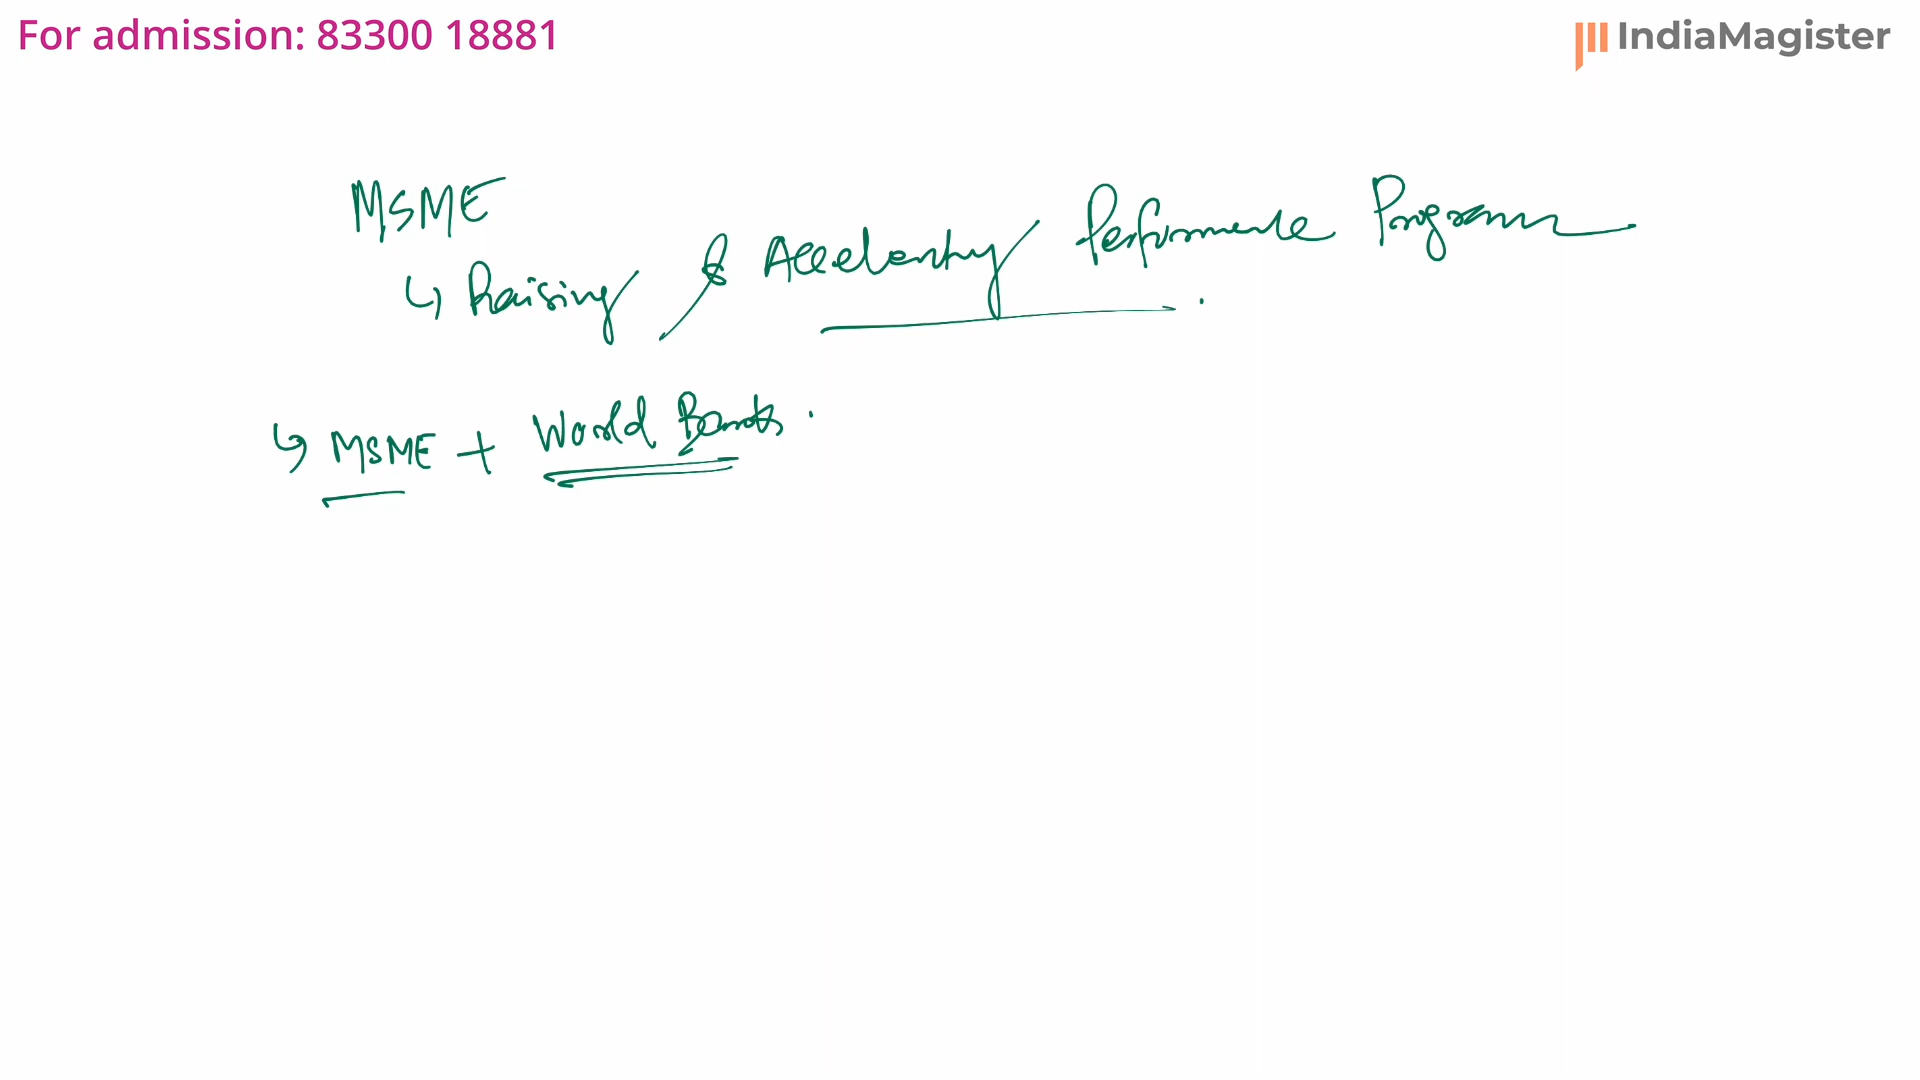 For admission: 83300 18881
IndiaMagister
MSME
↳ Raising & Accelerating Performance Program
↳ MSME + World Bank.